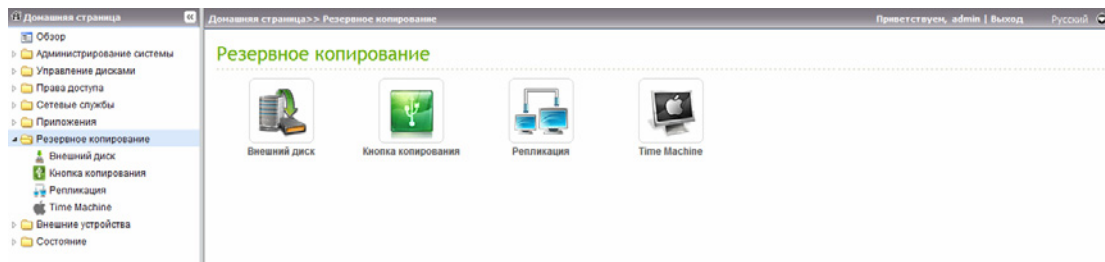 Домашняя страница
Домашняя страница>> Резервное копирование
Приветствуем, admin | Выход
Русский
Обзор
Администрирование системы
Управление дисками
Права доступа
Сетевые службы
Приложения
Резервное копирование
Внешний диск
Кнопка копирования
Репликация
Time Machine
Внешние устройства
Состояние
Резервное копирование
Внешний диск
Кнопка копирования
Репликация
Time Machine